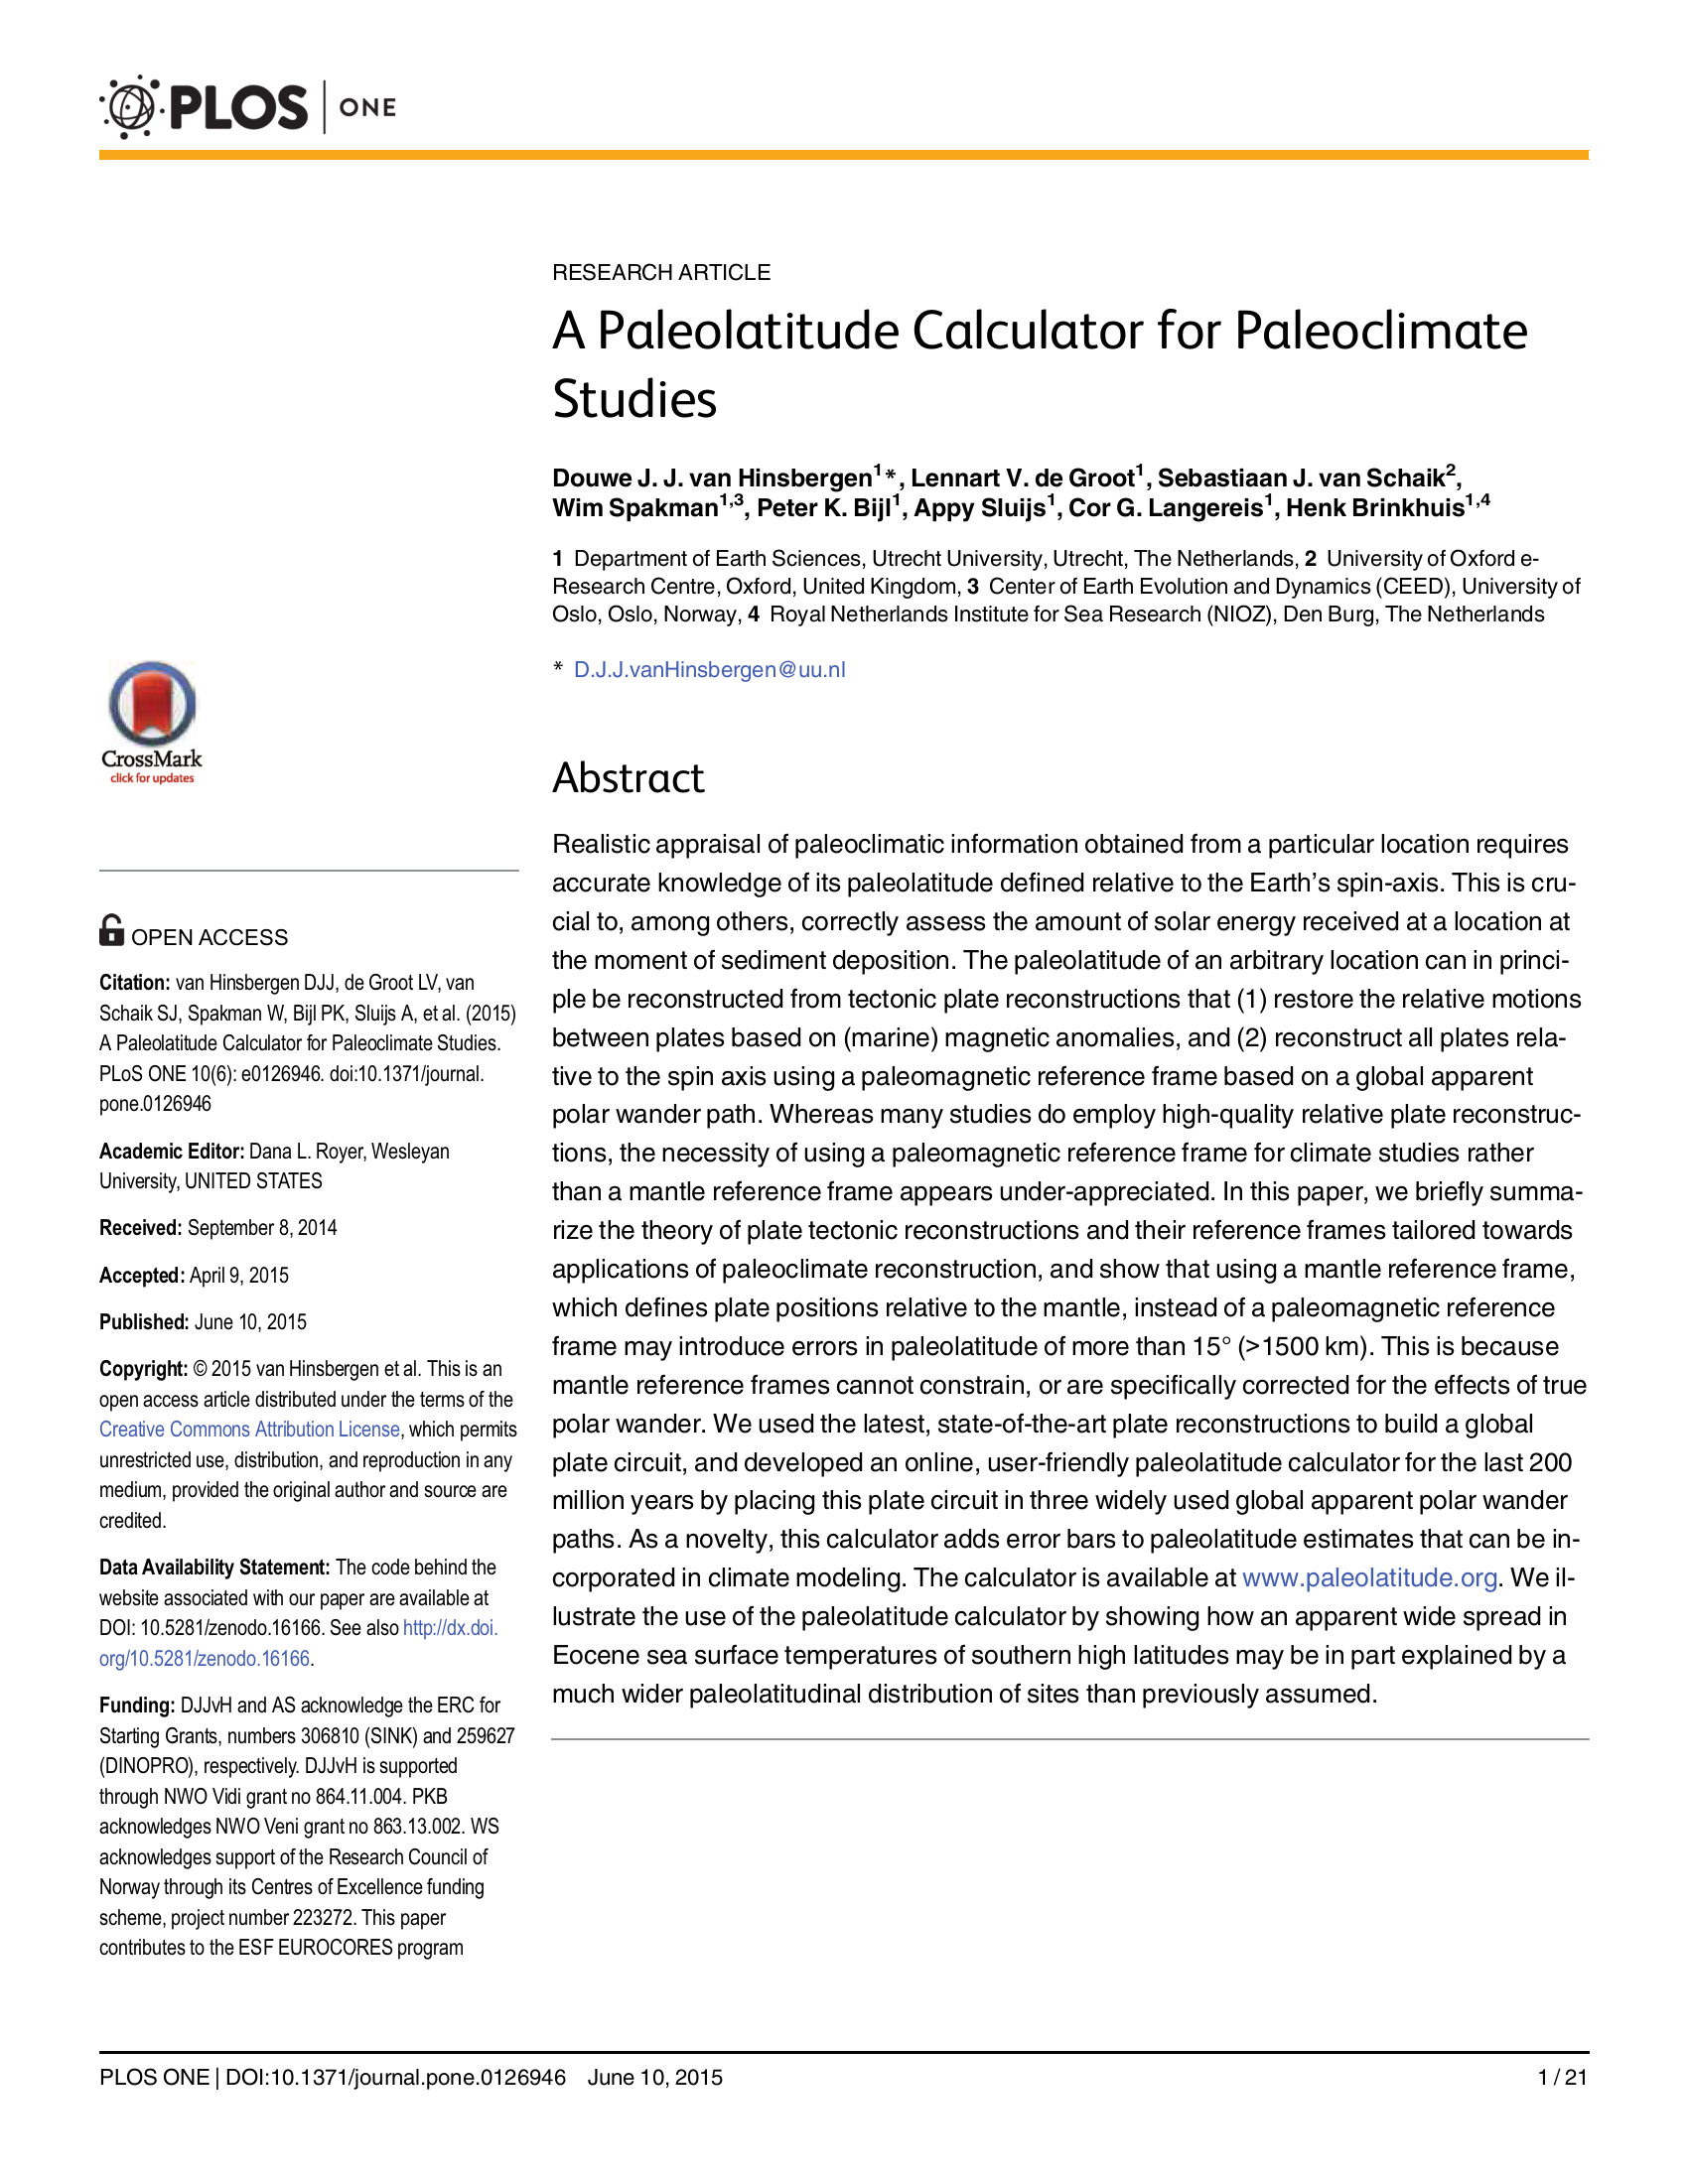 PLOS | ONE
RESEARCH ARTICLE
A Paleolatitude Calculator for Paleoclimate
Studies
Douwe J. J. van Hinsbergen1*, Lennart V. de Groot1, Sebastiaan J. van Schaik2,
Wim Spakman1,3, Peter K. Bijl1, Appy Sluijs1, Cor G. Langereis1, Henk Brinkhuis1,4
1 Department of Earth Sciences, Utrecht University, Utrecht, The Netherlands, 2 University of Oxford e-
Research Centre, Oxford, United Kingdom, 3 Center of Earth Evolution and Dynamics (CEED), University of
Oslo, Oslo, Norway, 4 Royal Netherlands Institute for Sea Research (NIOZ), Den Burg, The Netherlands
* D.J.J.vanHinsbergen@uu.nl
Abstract
Realistic appraisal of paleoclimatic information obtained from a particular location requires
accurate knowledge of its paleolatitude defined relative to the Earth's spin-axis. This is cru-
cial to, among others, correctly assess the amount of solar energy received at a location at
the moment of sediment deposition. The paleolatitude of an arbitrary location can in princi-
ple be reconstructed from tectonic plate reconstructions that (1) restore the relative motions
between plates based on (marine) magnetic anomalies, and (2) reconstruct all plates rela-
tive to the spin axis using a paleomagnetic reference frame based on a global apparent
polar wander path. Whereas many studies do employ high-quality relative plate reconstruc-
tions, the necessity of using a paleomagnetic reference frame for climate studies rather
than a mantle reference frame appears under-appreciated. In this paper, we briefly summa-
rize the theory of plate tectonic reconstructions and their reference frames tailored towards
applications of paleoclimate reconstruction, and show that using a mantle reference frame,
which defines plate positions relative to the mantle, instead of a paleomagnetic reference
frame may introduce errors in paleolatitude of more than 15° (>1500 km). This is because
mantle reference frames cannot constrain, or are specifically corrected for the effects of true
polar wander. We used the latest, state-of-the-art plate reconstructions to build a global
plate circuit, and developed an online, user-friendly paleolatitude calculator for the last 200
million years by placing this plate circuit in three widely used global apparent polar wander
paths. As a novelty, this calculator adds error bars to paleolatitude estimates that can be in-
corporated in climate modeling. The calculator is available at www.paleolatitude.org. We il-
lustrate the use of the paleolatitude calculator by showing how an apparent wide spread in
Eocene sea surface temperatures of southern high latitudes may be in part explained by a
much wider paleolatitudinal distribution of sites than previously assumed.
CrossMark
click for updates
OPEN ACCESS
Citation: van Hinsbergen DJJ, de Groot LV, van
Schaik SJ, Spakman W, Bijl PK, Sluijs A, et al. (2015)
A Paleolatitude Calculator for Paleoclimate Studies.
PLoS ONE 10(6): e0126946. doi:10.1371/journal.
pone.0126946
Academic Editor: Dana L. Royer, Wesleyan
University, UNITED STATES
Received: September 8, 2014
Accepted: April 9, 2015
Published: June 10, 2015
Copyright: © 2015 van Hinsbergen et al. This is an
open access article distributed under the terms of the
Creative Commons Attribution License, which permits
unrestricted use, distribution, and reproduction in any
medium, provided the original author and source are
credited.
Data Availability Statement: The code behind the
website associated with our paper are available at
DOI: 10.5281/zenodo.16166. See also http://dx.doi.
org/10.5281/zenodo.16166.
Funding: DJJvH and AS acknowledge the ERC for
Starting Grants, numbers 306810 (SINK) and 259627
(DINOPRO), respectively. DJJvH is supported
through NWO Vidi grant no 864.11.004. PKB
acknowledges NWO Veni grant no 863.13.002. WS
acknowledges support of the Research Council of
Norway through its Centres of Excellence funding
scheme, project number 223272. This paper
contributes to the ESF EUROCORES program
PLOS ONE | DOI:10.1371/journal.pone.0126946 June 10, 2015
1 / 21